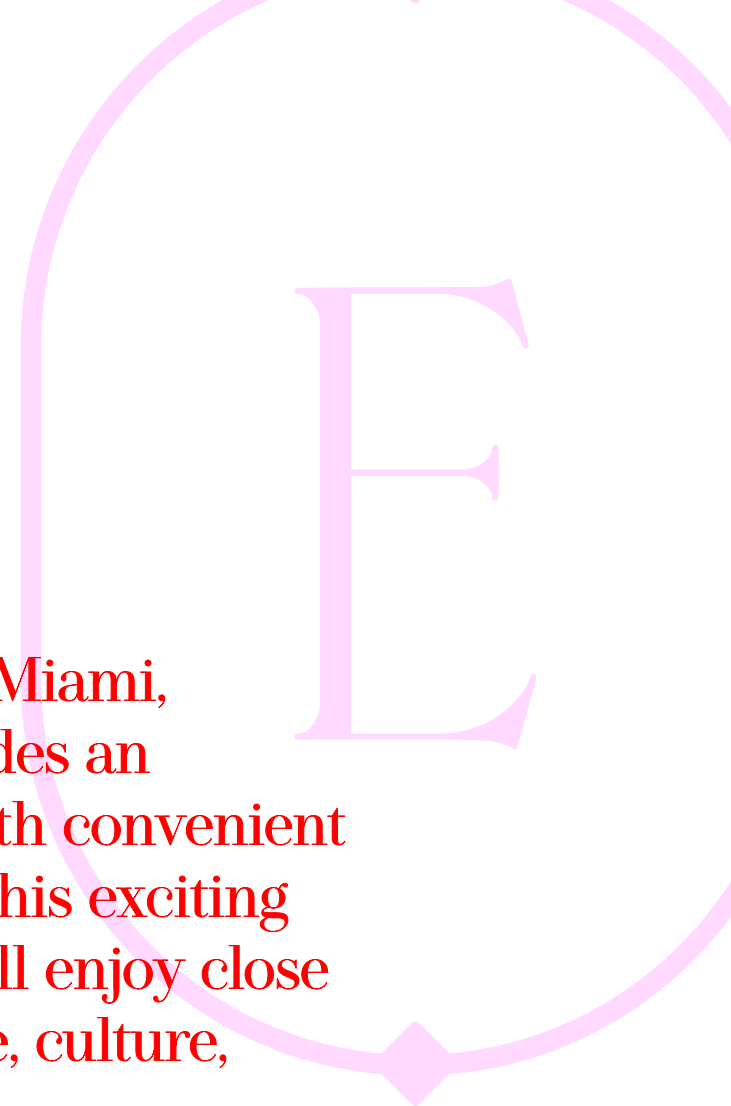 E
Miami,
des an
th convenient
his exciting
ll enjoy close
e, culture,